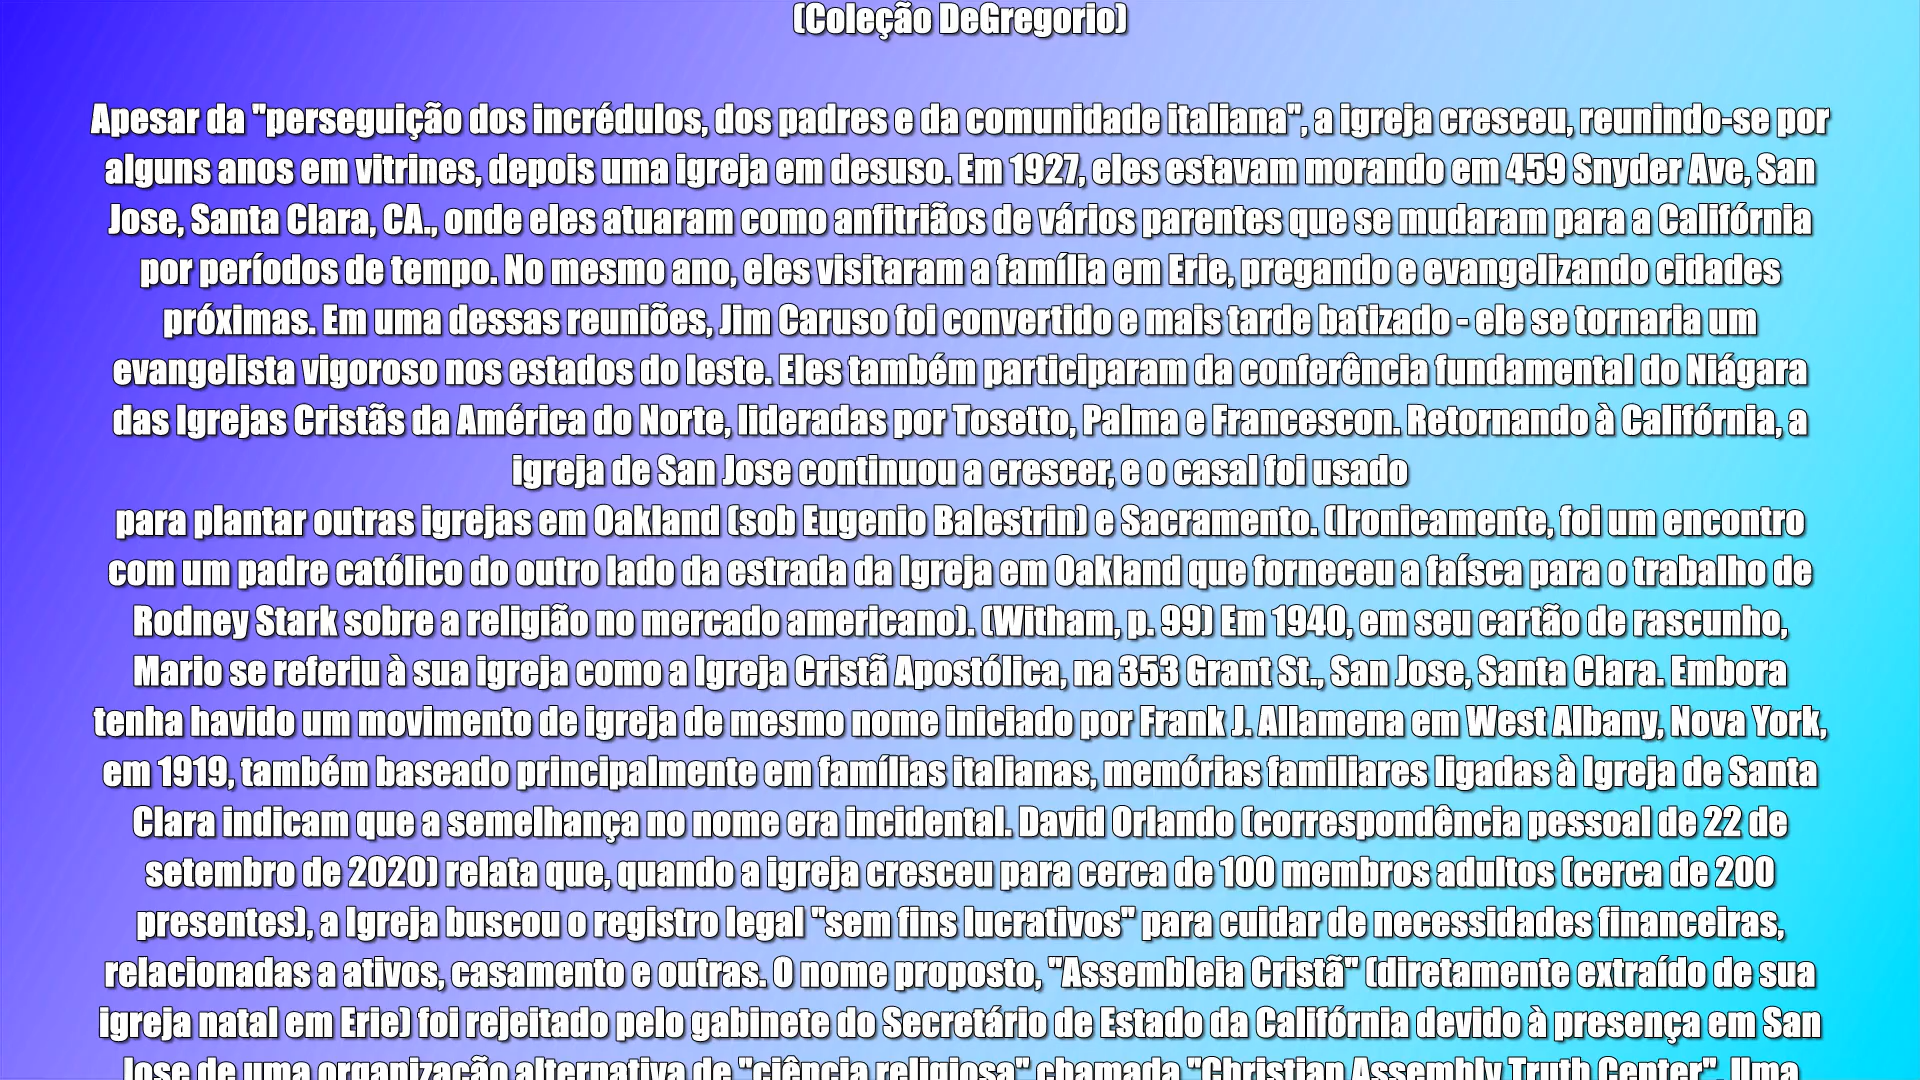 (Coleção DeGregorio)
Apesar da "perseguição dos incrédulos, dos padres e da comunidade italiana", a igreja cresceu, reunindo-se por
alguns anos em vitrines, depois uma igreja em desuso. Em 1927, eles estavam morando em 459 Snyder Ave, San
Jose, Santa Clara, CA., onde eles atuaram como anfitriãos de vários parentes que se mudaram para a Califórnia
por períodos de tempo. No mesmo ano, eles visitaram a família em Erie, pregando e evangelizando cidades
próximas. Em uma dessas reuniões, Jim Caruso foi convertido e mais tarde batizado - ele se tornaria um
evangelista vigoroso nos estados do leste. Eles também participaram da conferência fundamental do Niágara
das Igrejas Cristãs da América do Norte, lideradas por Tosetto, Palma e Francescon. Retornando à Califórnia, a
igreja de San Jose continuou a crescer, e o casal foi usado
para plantar outras igrejas em Oakland (sob Eugenio Balestrin) e Sacramento. (Ironicamente, foi um encontro
com um padre católico do outro lado da estrada da Igreja em Oakland que forneceu a faísca para o trabalho de
Rodney Stark sobre a religião no mercado americano). (Witham, p. 99) Em 1940, em seu cartão de rascunho,
Mario se referiu à sua igreja como a Igreja Cristã Apostólica, na 353 Grant St., San Jose, Santa Clara. Embora
tenha havido um movimento de igreja de mesmo nome iniciado por Frank J. Allamena em West Albany, Nova York,
em 1919, também baseado principalmente em famílias italianas, memórias familiares ligadas à Igreja de Santa
Clara indicam que a semelhança no nome era incidental. David Orlando (correspondência pessoal de 22 de
setembro de 2020) relata que, quando a igreja cresceu para cerca de 100 membros adultos (cerca de 200
presentes), a Igreja buscou o registro legal "sem fins lucrativos" para cuidar de necessidades financeiras,
relacionadas a ativos, casamento e outras. O nome proposto, "Assembleia Cristã" (diretamente extraído de sua
igreja natal em Erie) foi rejeitado pelo gabinete do Secretário de Estado da Califórnia devido à presença em San
Jose de uma organização alternativa de "ciência religiosa" chamada "Christian Assembly Truth Center". Uma